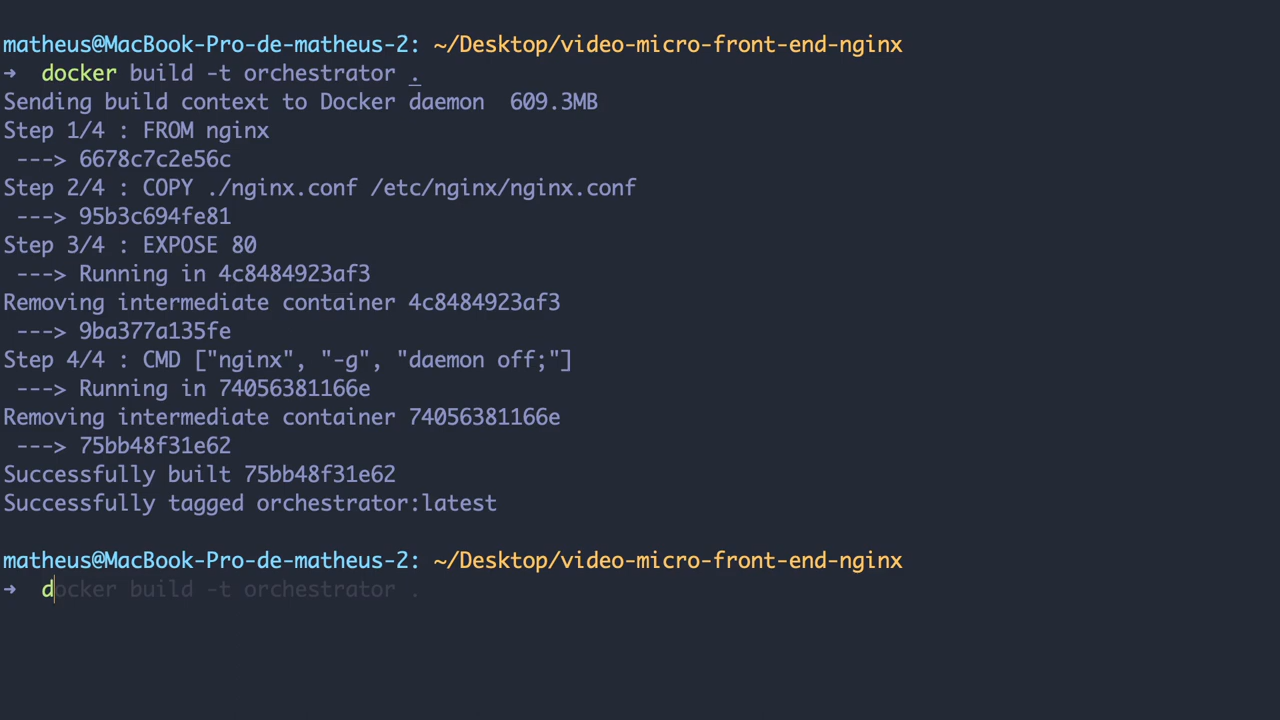 matheus@MacBook-Pro-de-matheus-2: ~/Desktop/video-micro-front-end-nginx
➜  docker build -t orchestrator .
Sending build context to Docker daemon  609.3MB
Step 1/4 : FROM nginx
 ---> 6678c7c2e56c
Step 2/4 : COPY ./nginx.conf /etc/nginx/nginx.conf
 ---> 95b3c694fe81
Step 3/4 : EXPOSE 80
 ---> Running in 4c8484923af3
Removing intermediate container 4c8484923af3
 ---> 9ba377a135fe
Step 4/4 : CMD ["nginx", "-g", "daemon off;"]
 ---> Running in 74056381166e
Removing intermediate container 74056381166e
 ---> 75bb48f31e62
Successfully built 75bb48f31e62
Successfully tagged orchestrator:latest
matheus@MacBook-Pro-de-matheus-2: ~/Desktop/video-micro-front-end-nginx
➜  docker build -t orchestrator .